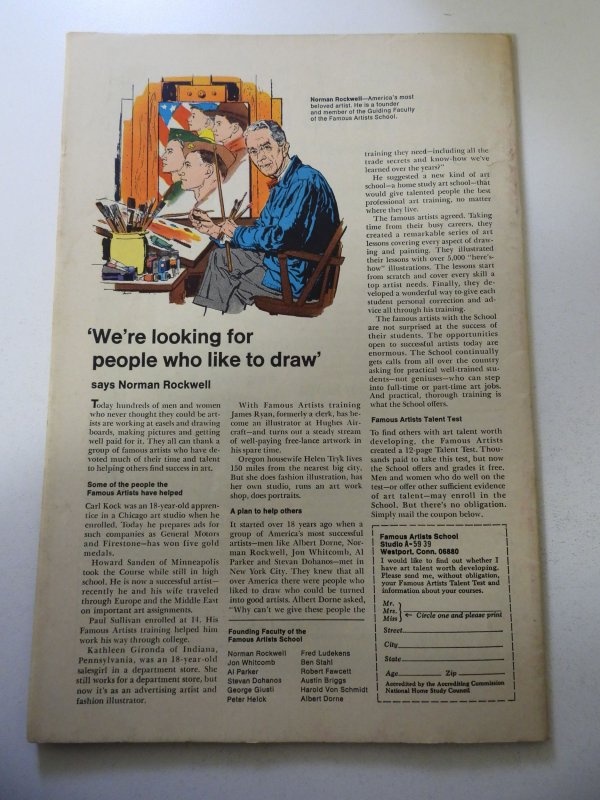 Norman Rockwell—America's most
beloved artist. He is a founder
and member of the Guiding Faculty
of the Famous Artists School.
'We're looking for
people who like to draw'
says Norman Rockwell
Today hundreds of men and women
who never thought they could be art-
ists are working at easels and drawing
boards, making pictures and getting
well paid for it. They all can thank a
group of famous artists who have de-
voted much of their time and talent
to helping others find success in art.
Some of the people the
Famous Artists have helped
Carl Kock was an 18-year-old appren-
tice in a Chicago art studio when he
enrolled. Today he prepares ads for
such companies as General Motors
and Firestone—has won five gold
medals.
Howard Sanden of Minneapolis
took the Course while still in high
school. He is now a successful artist—
recently he and his wife traveled
through Europe and the Middle East
on important art assignments.
Paul Sullivan enrolled at 14. His
Famous Artists training helped him
work his way through college.
Kathleen Gironda of Indiana,
Pennsylvania, was an 18-year-old
salesgirl in a department store. She
still works for a department store, but
now it's as an advertising artist and
fashion illustrator.
With Famous Artists training
James Ryan, formerly a clerk, has be-
come an illustrator at Hughes Air-
craft—and turns out a steady stream
of well-paying free-lance artwork in
his spare time.
Oregon housewife Helen Tryk lives
150 miles from the nearest big city.
But she does fashion illustration, has
her own studio, runs an art work
shop, does portraits.
A plan to help others
It started over 18 years ago when a
group of America's most successful
artists—men like Albert Dorne, Nor-
man Rockwell, Jon Whitcomb, Al
Parker and Stevan Dohanos—met in
New York City. They knew that all
over America there were people who
liked to draw who could be turned
into good artists. Albert Dorne asked,
"Why can't we give these people the
Founding Faculty of the
Famous Artists School
Norman Rockwell
Jon Whitcomb
Al Parker
Stevan Dohanos
George Giusti
Peter Helck
Fred Ludekens
Ben Stahl
Robert Fawcett
Austin Briggs
Harold Von Schmidt
Albert Dorne
training they need—including all the
trade secrets and know-how we've
learned over the years?"
He suggested a new kind of art
school—a home study art school—that
would give talented people the best
professional art training, no matter
where they live.
The famous artists agreed. Taking
time from their busy careers, they
created a remarkable series of art
lessons covering every aspect of draw-
ing and painting. They illustrated
their lessons with over 5,000 "here's-
how" illustrations. The lessons start
from scratch and cover every skill a
top artist needs. Finally, they de-
veloped a wonderful way to give each
student personal correction and ad-
vice all through his training.
The famous artists with the School
are not surprised at the success of
their students. The opportunities
open to successful artists today are
enormous. The School continually
gets calls from all over the country
asking for practical well-trained stu-
dents—not geniuses—who can step
into full-time or part-time art jobs.
And practical, thorough training is
what the School offers.
Famous Artists Talent Test
To find others with art talent worth
developing, the Famous Artists
created a 12-page Talent Test. Thou-
sands paid to take this test, but now
the School offers and grades it free.
Men and women who do well on the
test—or offer other sufficient evidence
of art talent—may enroll in the
School. But there's no obligation.
Simply mail the coupon below.
Famous Artists School
Studio A-5939
Westport, Conn. 06880
I would like to find out whether I
have art talent worth developing.
Please send me, without obligation,
your Famous Artists Talent Test and
information about your courses.
Mr.
Mrs.
Miss
← Circle one and please print
Street
City
State
Age Zip
Accredited by the Accrediting Commission
National Home Study Council